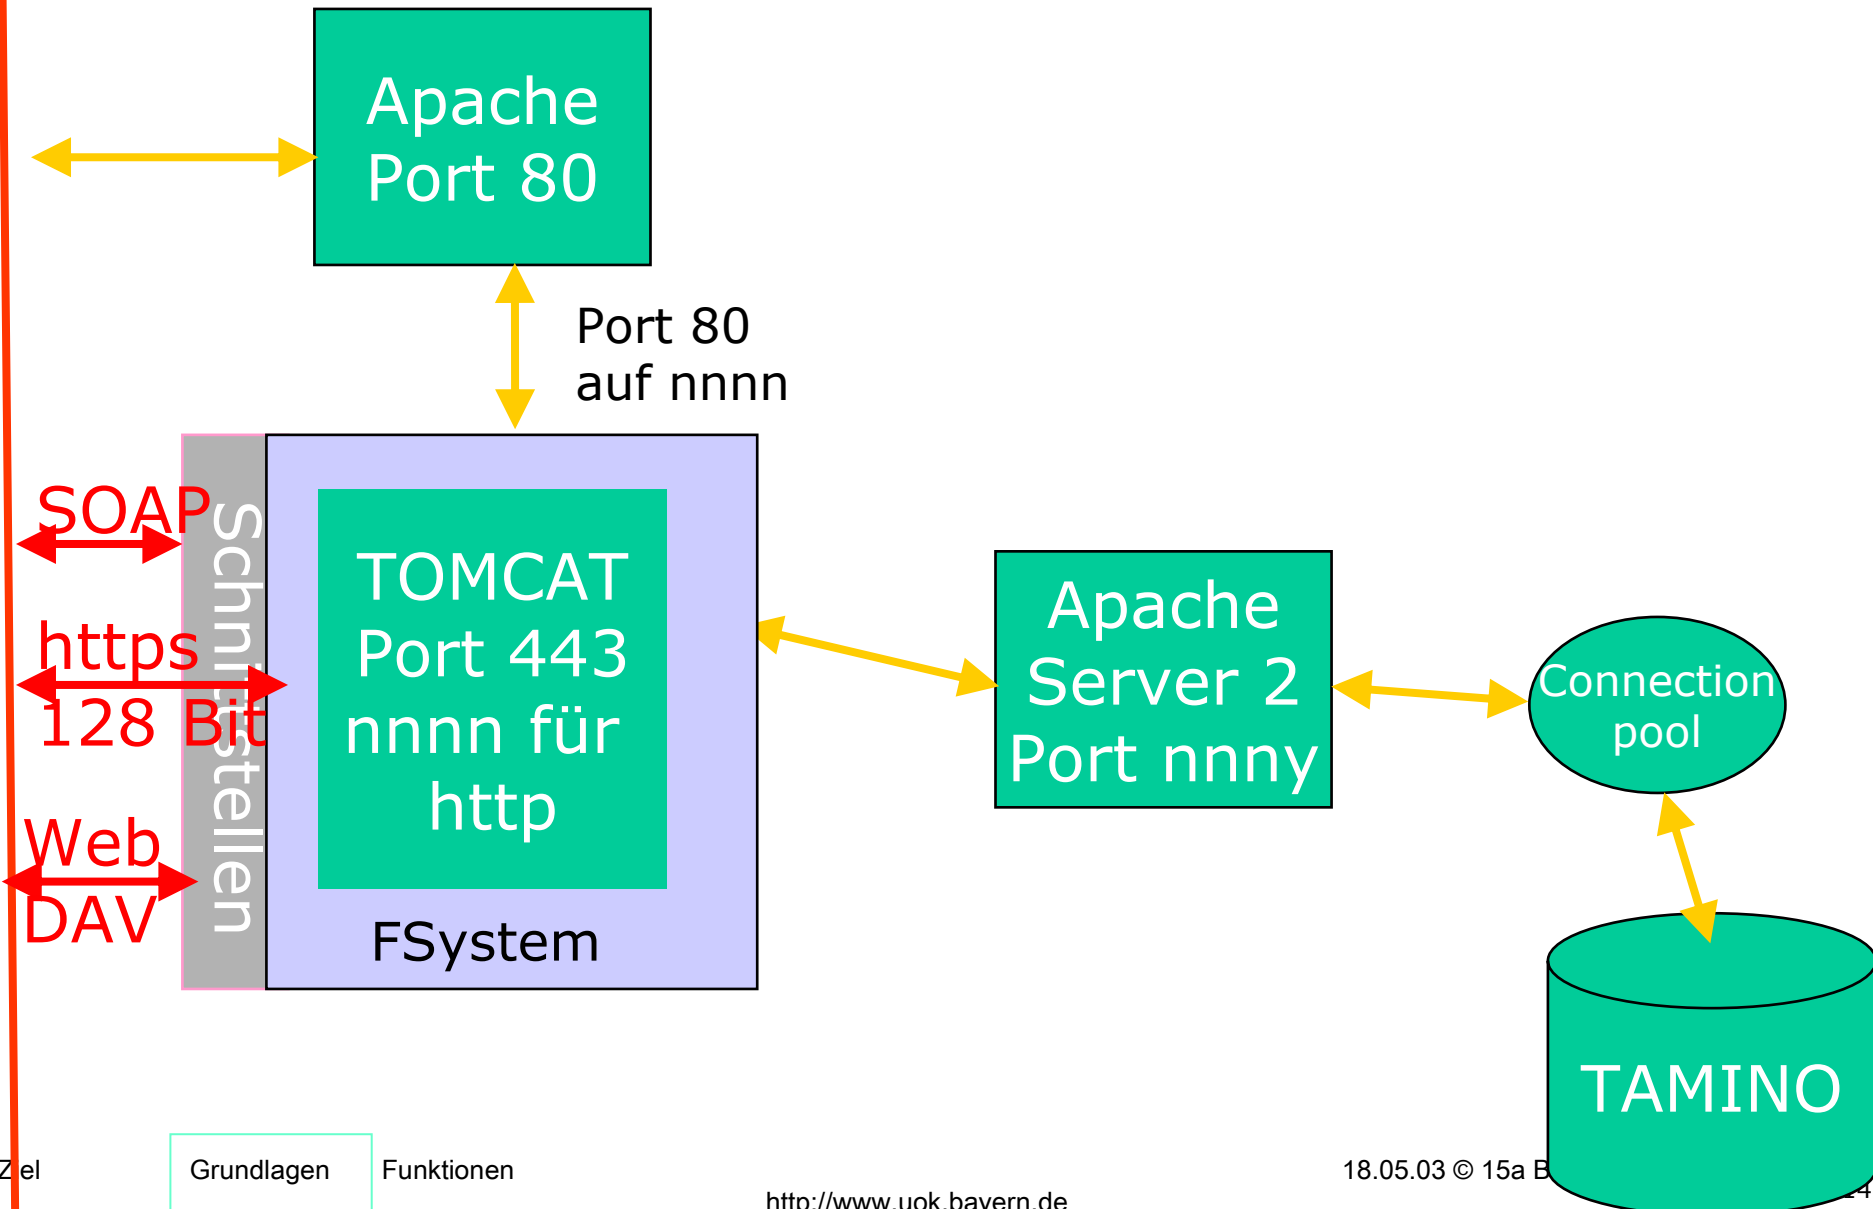 Apache
Port 80
Port 80
auf nnnn
SOAP
https
128 Bit
Web
DAV
Schnittstellen
TOMCAT
Port 443
nnnn für
http
FSystem
Apache
Server 2
Port nnny
Connection
pool
TAMINO
Ziel
Grundlagen
Funktionen
18.05.03 © 15a B
http://www.uok.bayern.de